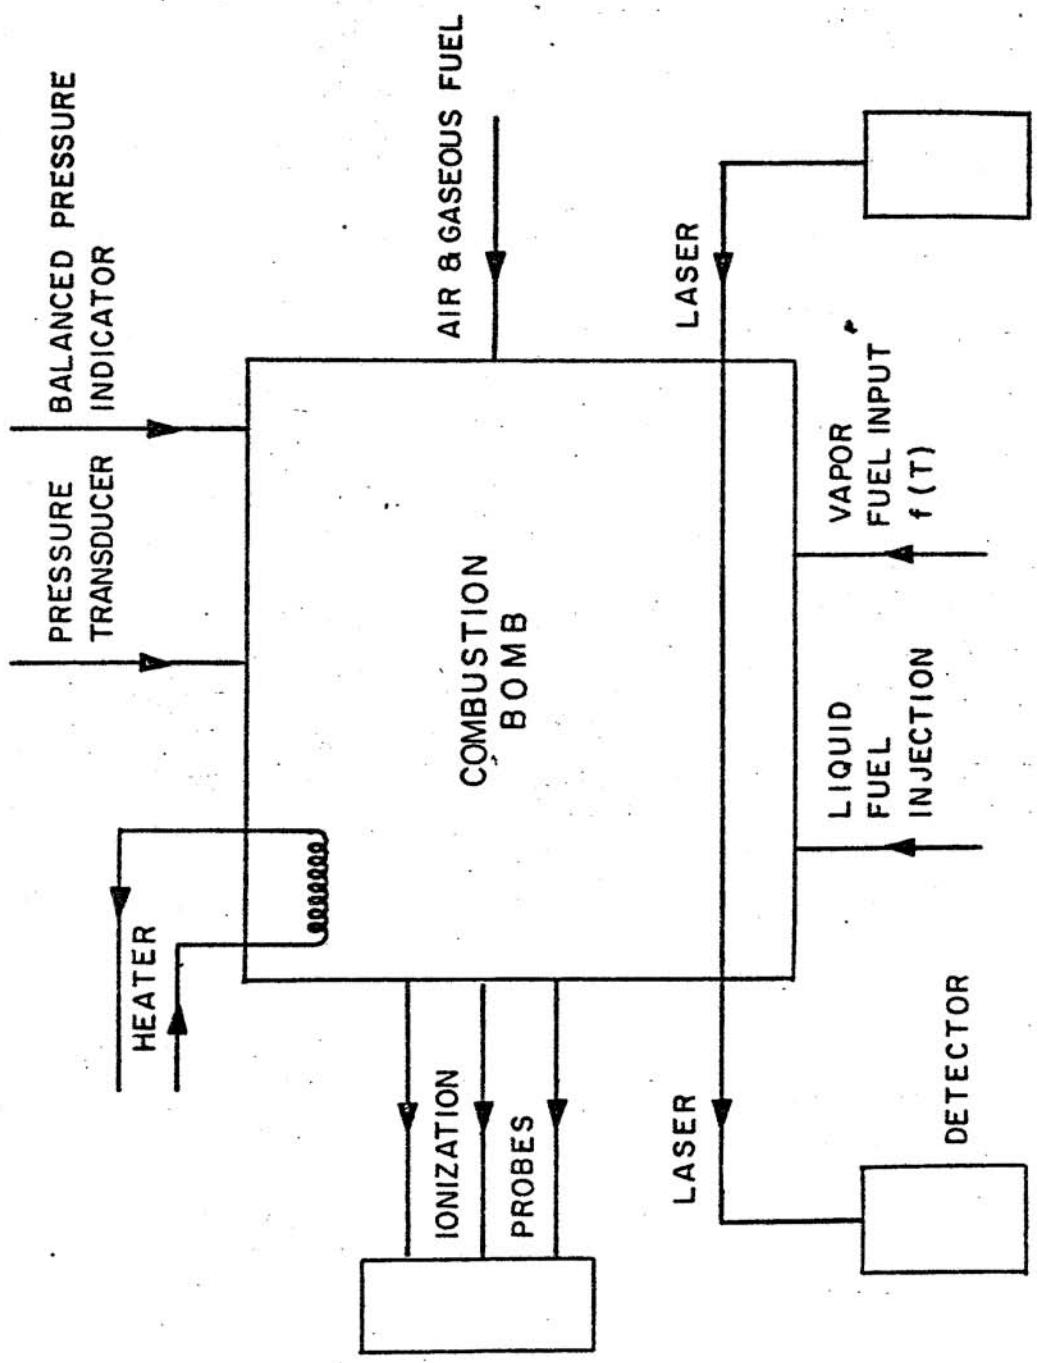 BALANCED PRESSURE
INDICATOR
PRESSURE
TRANSDUCER
HEATER
AIR & GASEOUS FUEL
COMBUSTION
BOMB
IONIZATION
PROBES
LASER
LASER
VAPOR
FUEL INPUT
f (T)
LIQUID
FUEL
INJECTION
DETECTOR